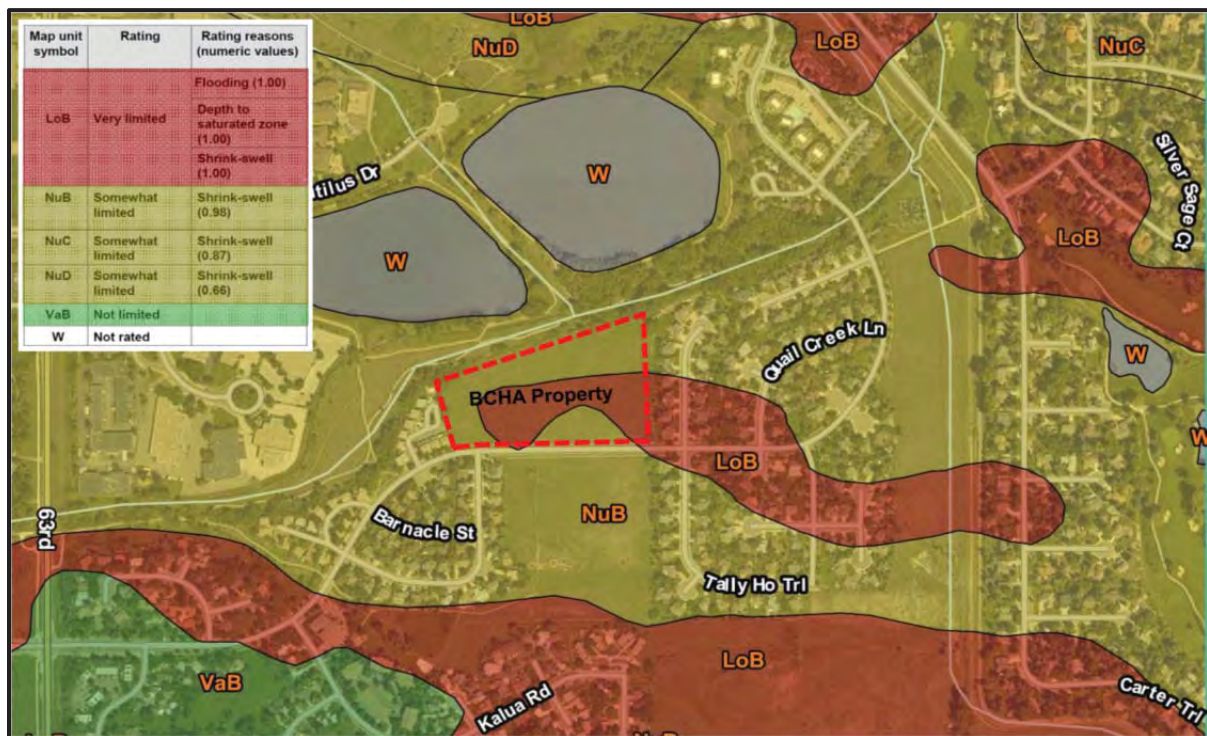 Map unit symbol Rating Rating reasons (numeric values)
LoB Very limited Flooding (1.00)
Depth to saturated zone (1.00)
Shrink-swell (1.00)
NuB Somewhat limited Shrink-swell (0.98)
NuC Somewhat limited Shrink-swell (0.87)
NuD Somewhat limited Shrink-swell (0.66)
VaB Not limited
W Not rated
LoB
NuD
LoB
NuC
Silver Sage Ct
W
tilus Dr
W
LoB
W
Quail Creek Ln
BCHA Property
W
LoB
NuB
63rd
Barnacle St
Tally Ho Trl
LoB
VaB
Kalua Rd
Carter Trl